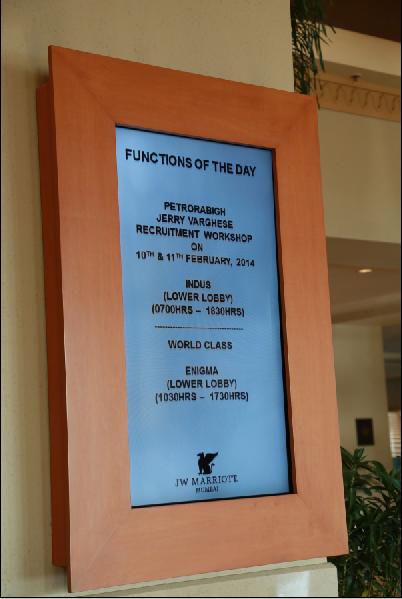 FUNCTIONS OF THE DAY
PETRORABIGH
JERRY VARGHESE
RECRUITMENT WORKSHOP
ON
10TH & 11TH FEBRUARY, 2014
INDUS
(LOWER LOBBY)
(0700HRS – 1830HRS)
WORLD CLASS
ENIGMA
(LOWER LOBBY)
(1030HRS – 1730HRS)
JW MARRIOTT
MUMBAI